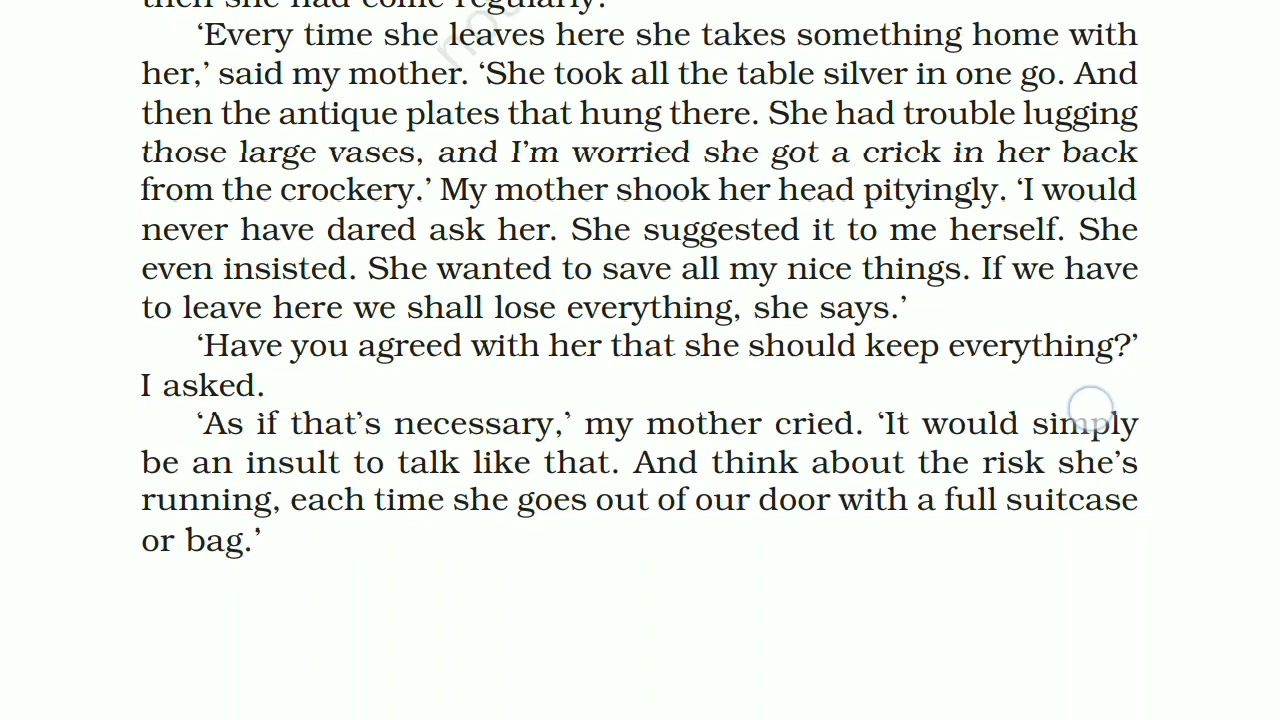 then she had come regularly.
‘Every time she leaves here she takes something home with
her,’ said my mother. ‘She took all the table silver in one go. And
then the antique plates that hung there. She had trouble lugging
those large vases, and I’m worried she got a crick in her back
from the crockery.’ My mother shook her head pityingly. ‘I would
never have dared ask her. She suggested it to me herself. She
even insisted. She wanted to save all my nice things. If we have
to leave here we shall lose everything, she says.’
‘Have you agreed with her that she should keep everything?’
I asked.
‘As if that’s necessary,’ my mother cried. ‘It would simply
be an insult to talk like that. And think about the risk she’s
running, each time she goes out of our door with a full suitcase
or bag.’